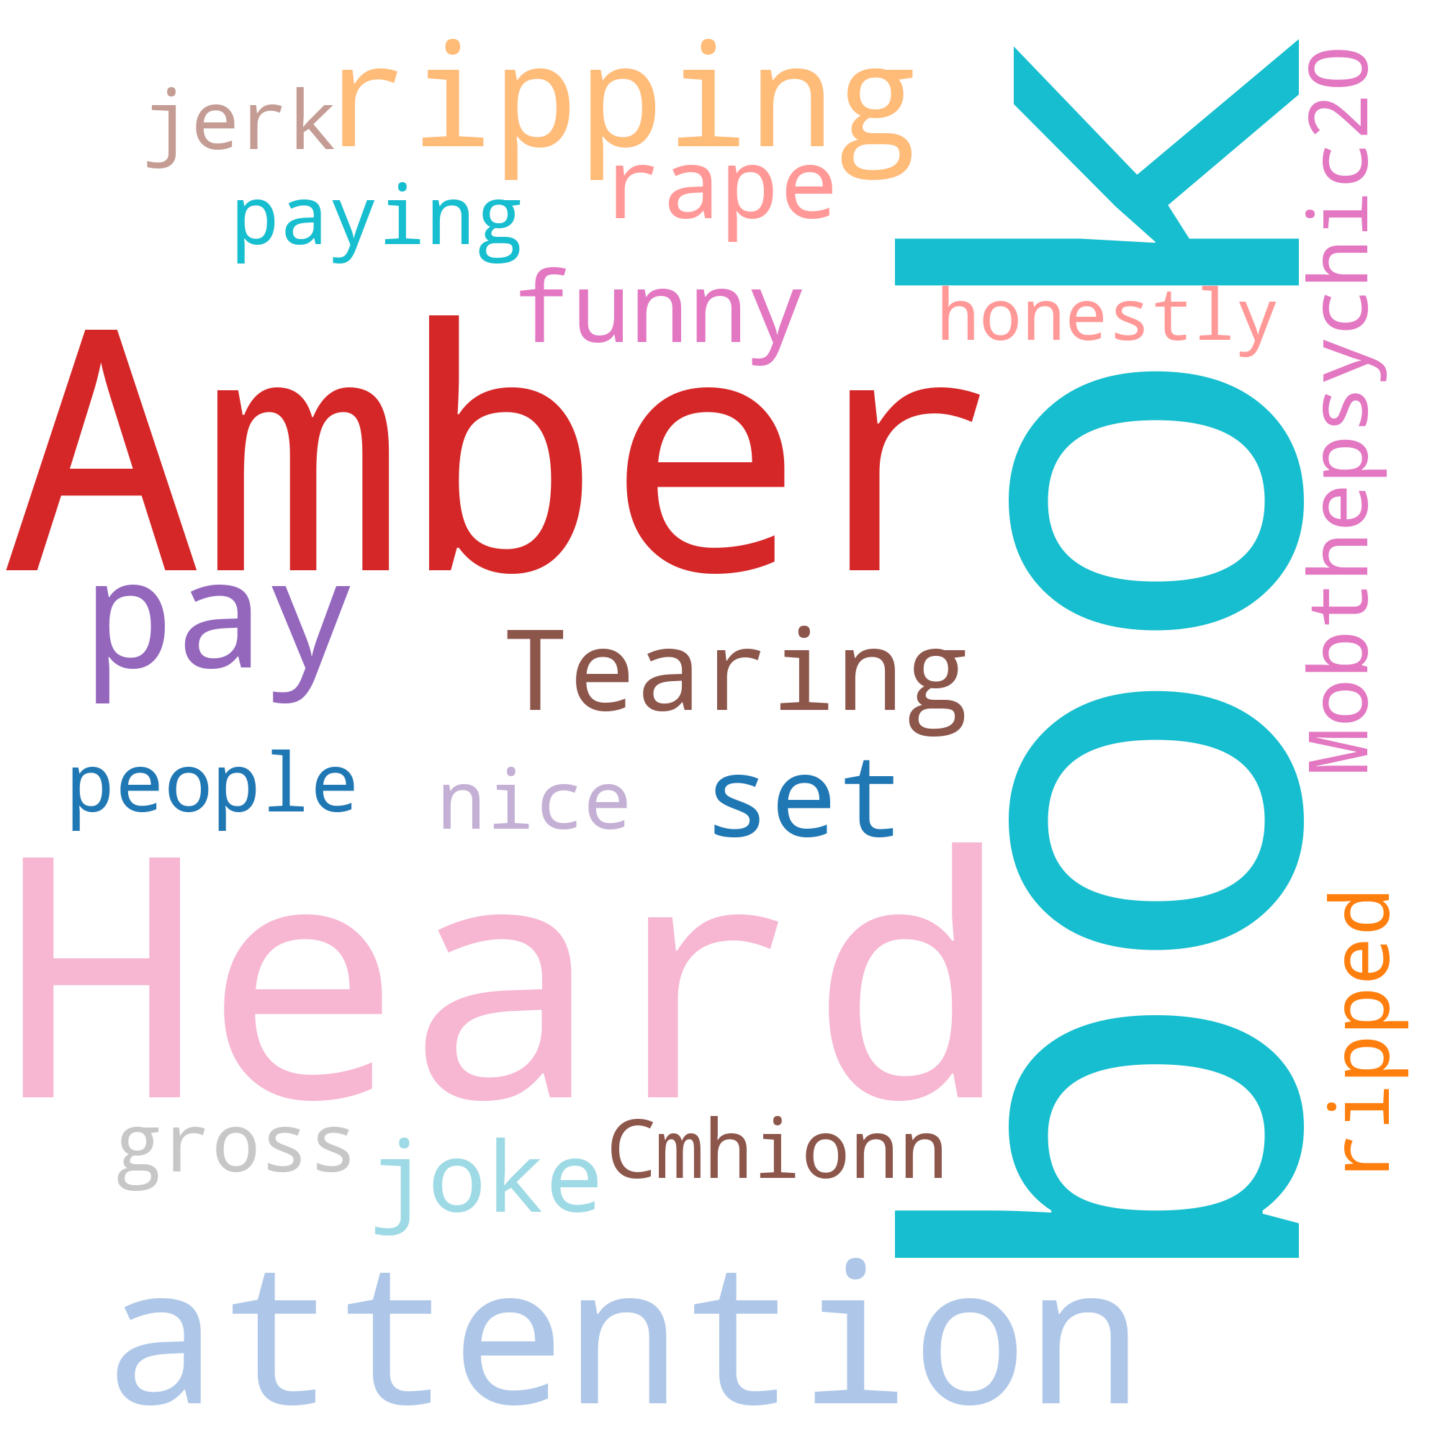 ripping
jerk
rape
paying
funny
honestly
Amber
book
Mobthepsychic20
pay
Tearing
people
nice
set
Heard
ripped
gross
joke
Cmhionn
attention